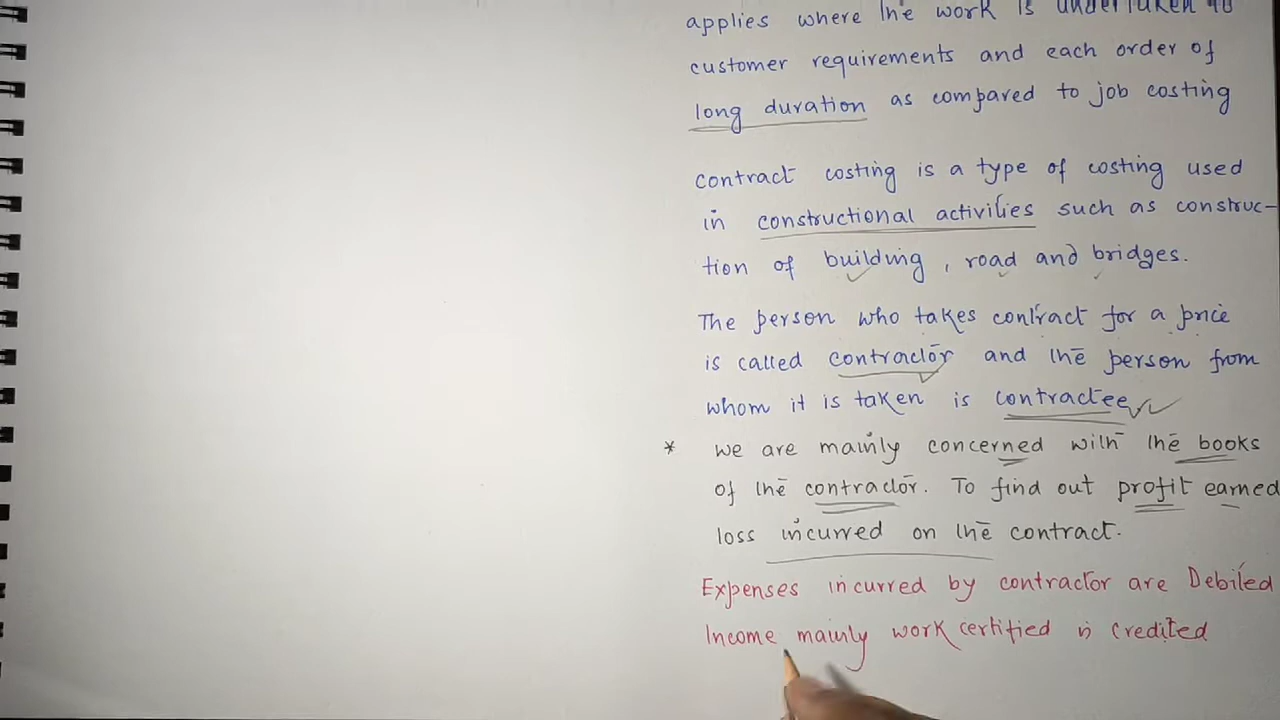 applies where the work is undertaken to
customer requirements and each order of
long duration as compared to job costing
contract costing is a type of costing used
in constructional activities such as construc-
tion of building, road and bridges.
The person who takes contract for a price
is called contractor and the person from
whom it is taken is contractee
* we are mainly concerned with the books
of the contractor. To find out profit earned
loss incurred on the contract.
Expenses incurred by contractor are Debited
Income mainly work certified is credited